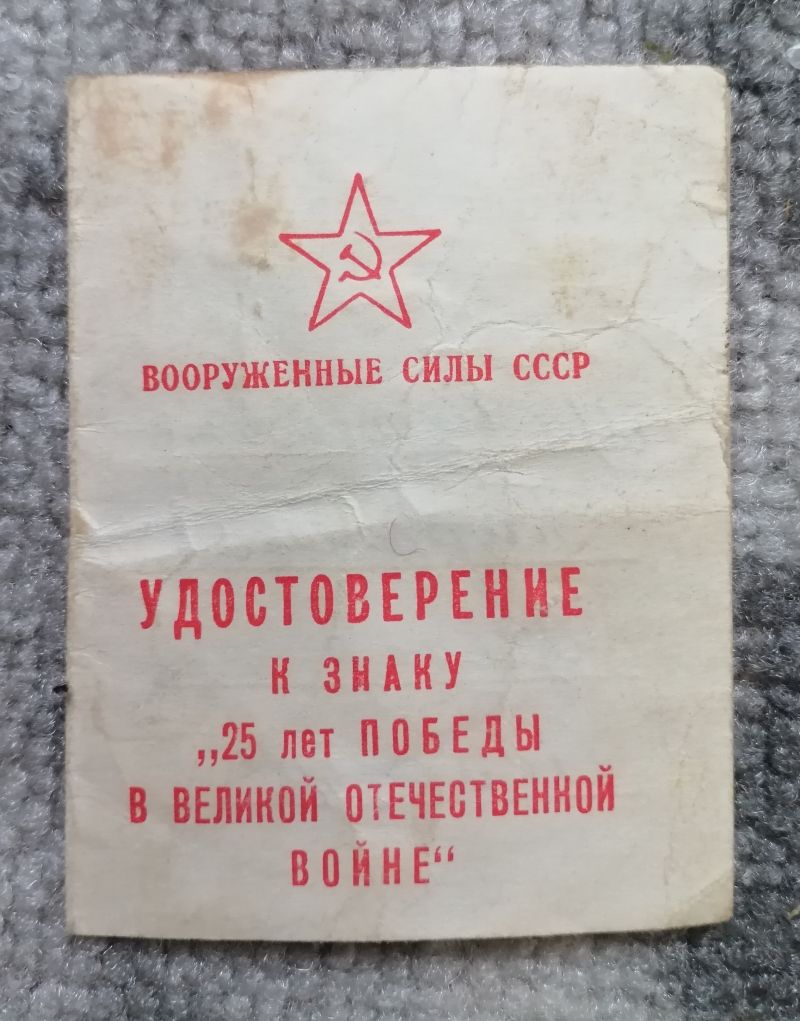 ВООРУЖЕННЫЕ СИЛЫ СССР
УДОСТОВЕРЕНИЕ
К ЗНАКУ
„25 лет ПОБЕДЫ
В ВЕЛИКОЙ ОТЕЧЕСТВЕННОЙ
ВОЙНЕ“